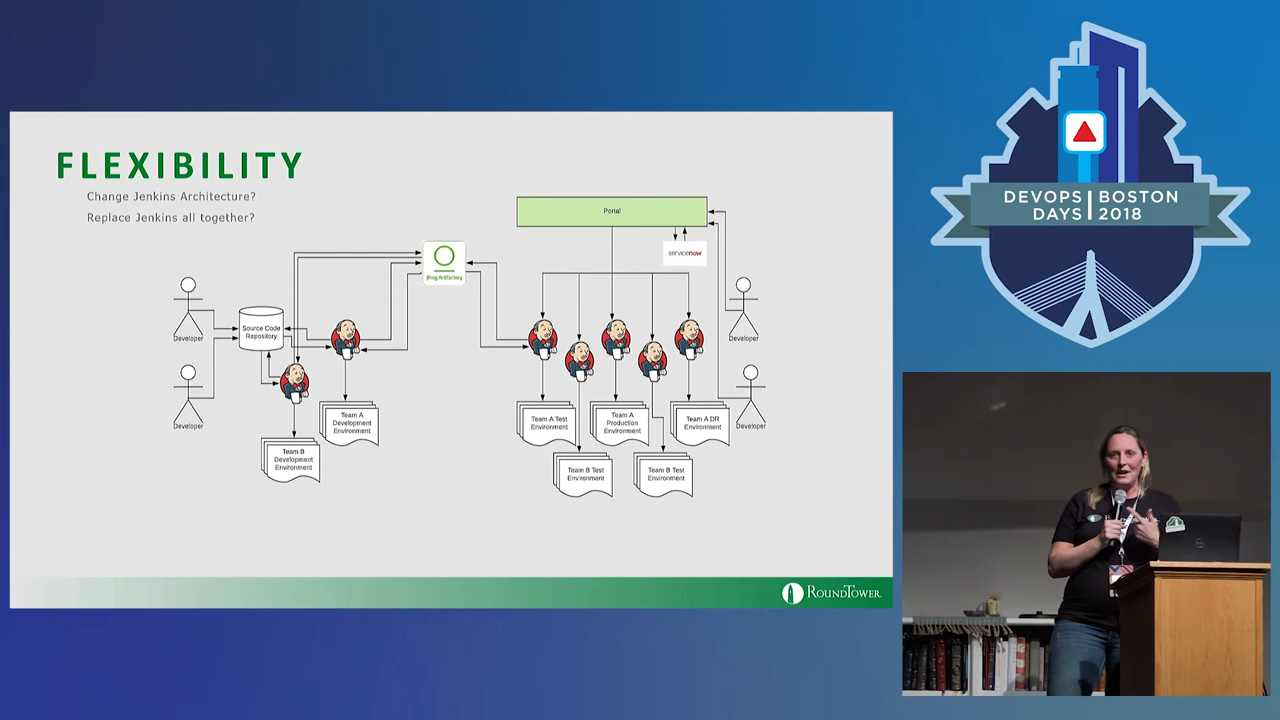 FLEXIBILITY
Change Jenkins Architecture?
Replace Jenkins all together?
Portal
servicenow
JFrog Artifactory
Developer
Source Code
Repository
Developer
Developer
Developer
Team A
Development
Environment
Team B
Development
Environment
Team A Test
Environment
Team A
Production
Environment
Team A DR
Environment
Team B Test
Environment
Team B Test
Environment
ROUNDTOWER
DEVOPS BOSTON
DAYS 2018